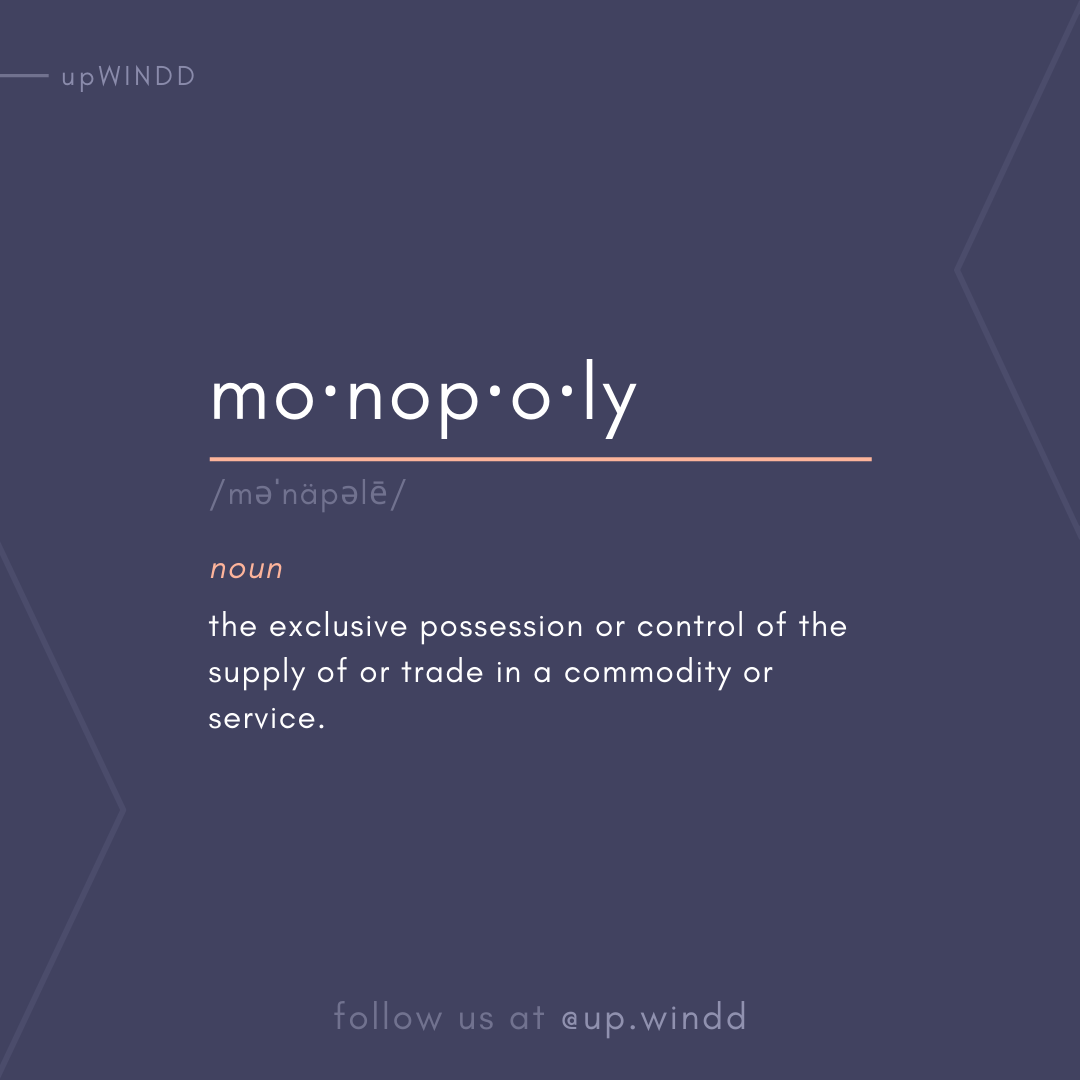 upWINDD
mo·nop·o·ly
/məˈnäpəlē/
noun
the exclusive possession or control of the
supply of or trade in a commodity or
service.
follow us at @up.windd